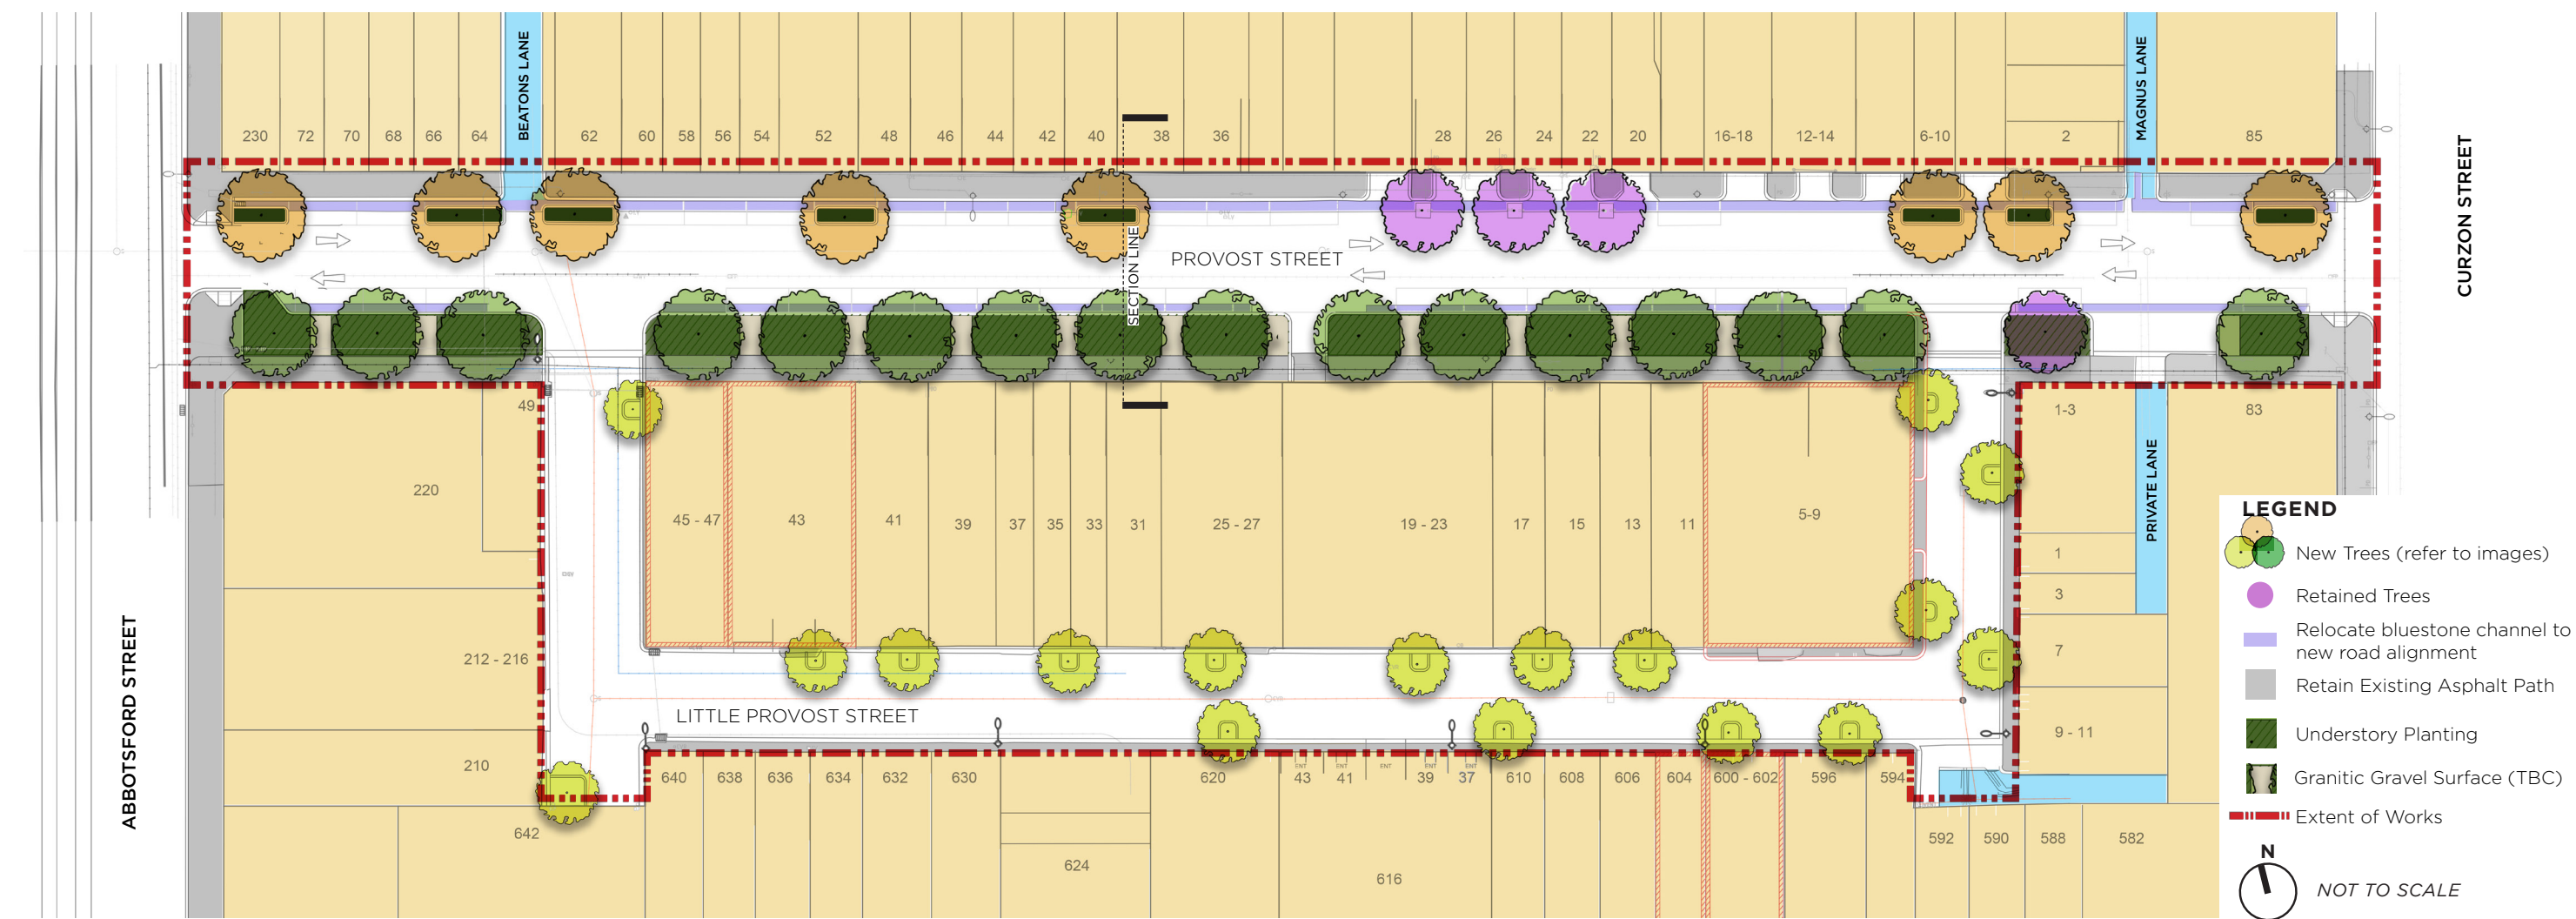 BEATONS LANE
MAGNUS LANE
230 72 70 68 66 64 62 60 58 56 54 52 48 46 44 42 40 38 36 28 26 24 22 20 16-18 12-14 6-10 2 85
CURZON STREET
PROVOST STREET
SECTION LINE
49 1-3 83
220
45 - 47 43 41 39 37 35 33 31 25 - 27 19 - 23 17 15 13 11 5-9
PRIVATE LANE
1
3
7
9 - 11
212 - 216
210
ABBOTSFORD STREET
LITTLE PROVOST STREET
ENT ENT ENT ENT ENT
640 638 636 634 632 630 620 43 41 39 37 610 608 606 604 600 - 602 596 594
642 624 616 592 590 588 582
LEGEND
New Trees (refer to images)
Retained Trees
Relocate bluestone channel to
new road alignment
Retain Existing Asphalt Path
Understory Planting
Granitic Gravel Surface (TBC)
Extent of Works
N
NOT TO SCALE